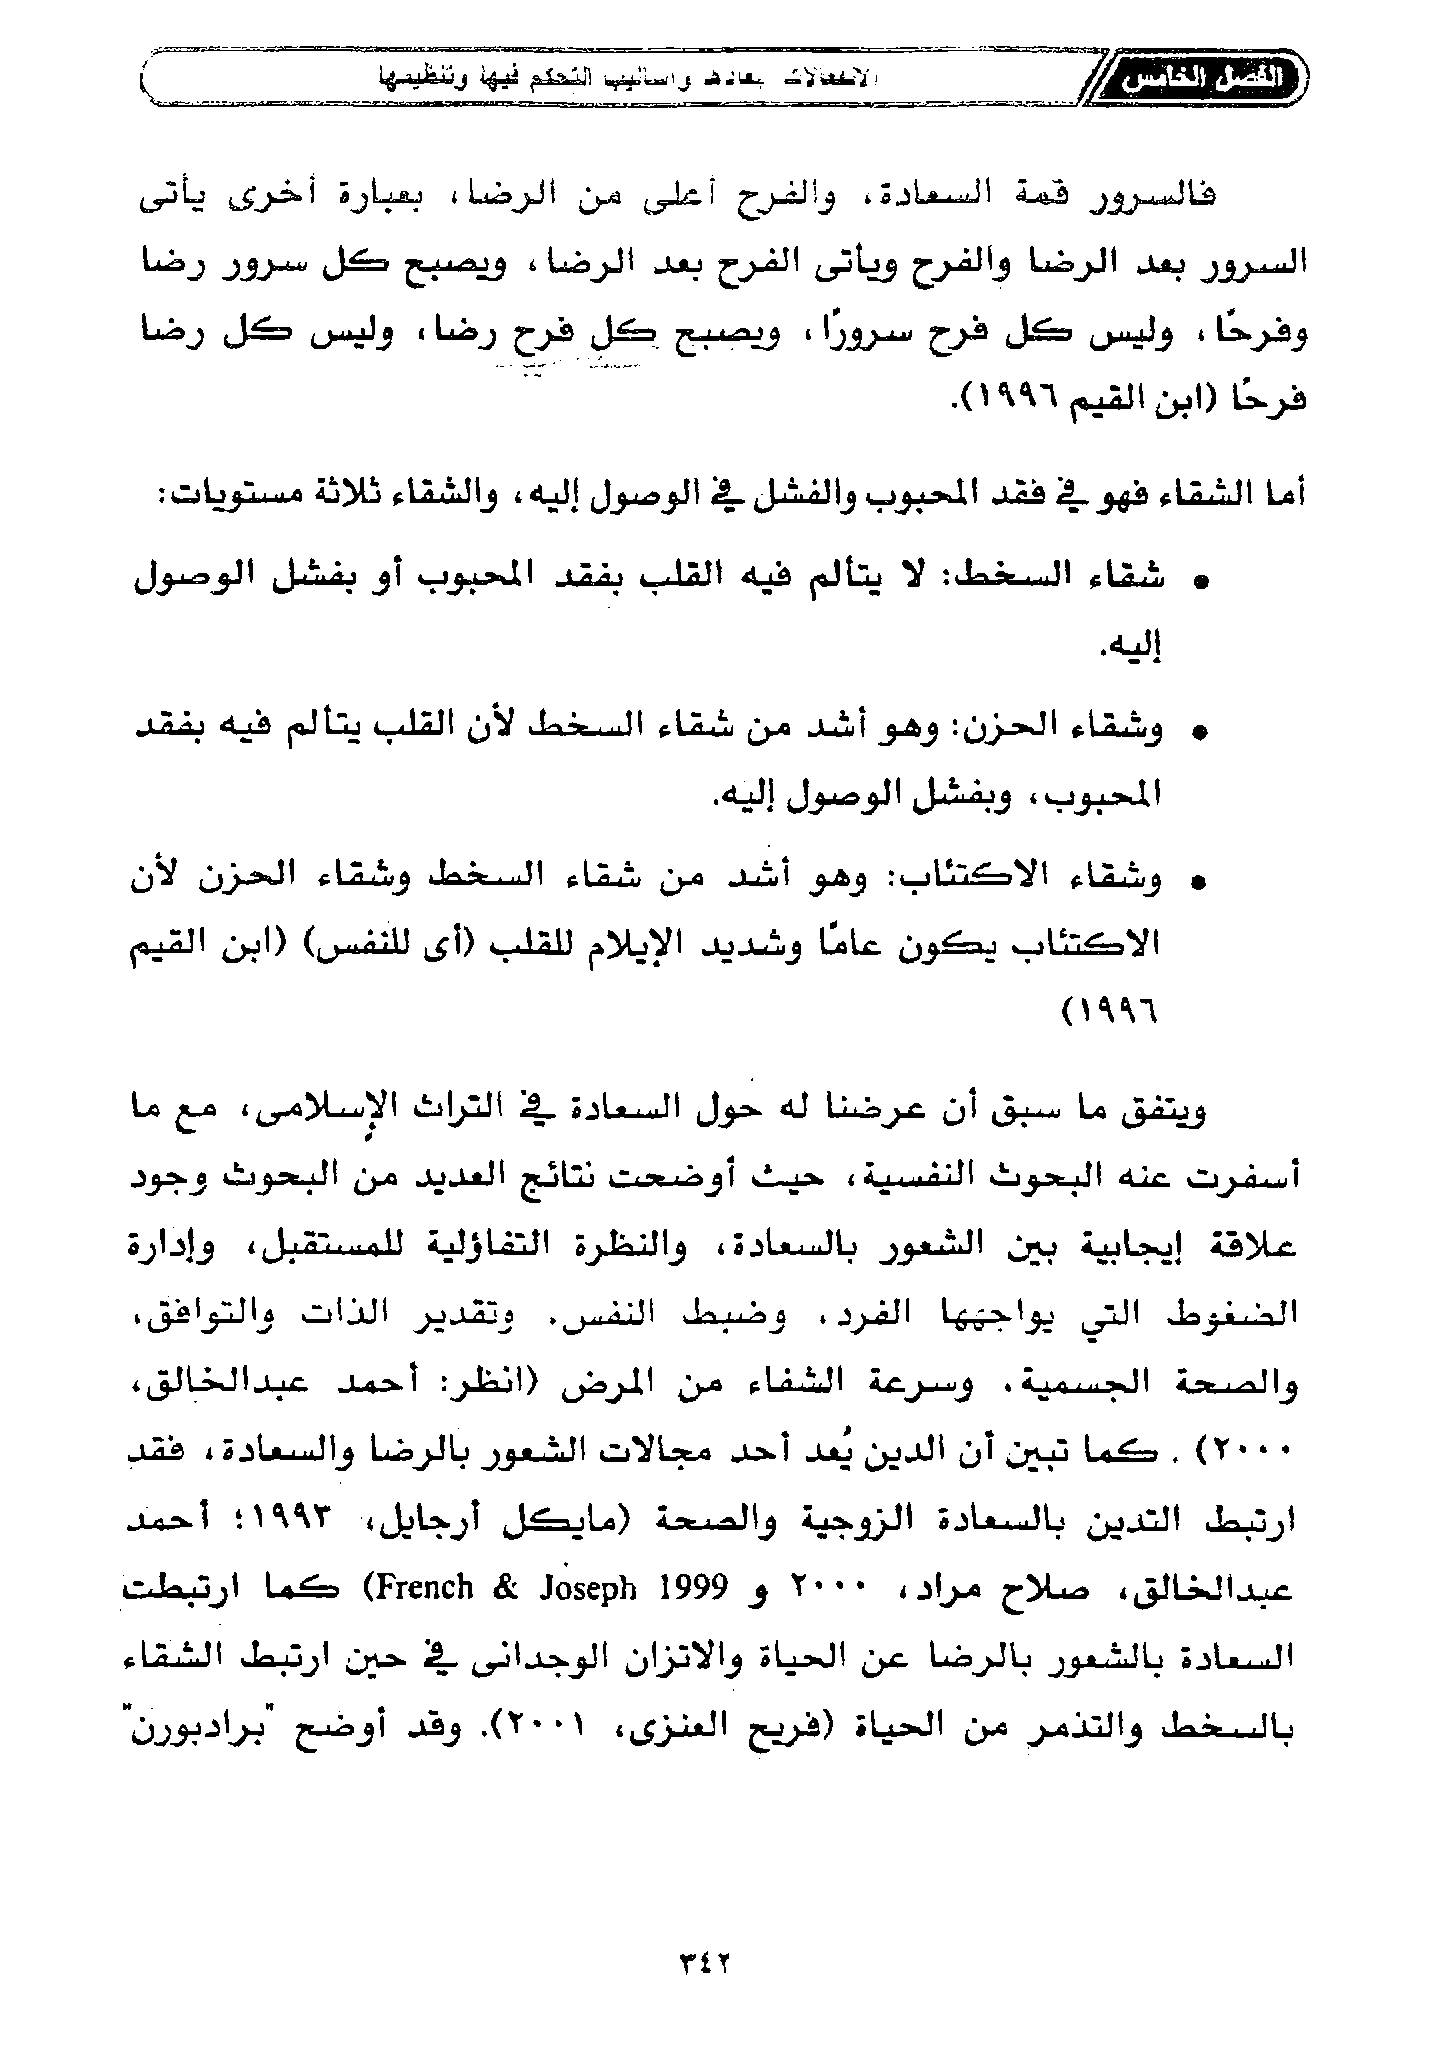 الفصل الخامس
الانفعالات بعادها وأساليب التحكم فيها وتنظيمها
فالسرور قمة السعادة، والفرح أعلى من الرضا، بعبارة أخرى يأتى
السرور بعد الرضا والفرح ويأتى الفرح بعد الرضا، ويصبح كل سرور رضا
وفرحًا، وليس كل فرح سرورًا، ويصبح كل فرح رضا، وليس كل رضا
فرحًا (ابن القيم ١٩٩٦).
أما الشقاء فهو في فقد المحبوب والفشل في الوصول إليه، والشقاء ثلاثة مستويات:
• شقاء السخط: لا يتألم فيه القلب بفقد المحبوب أو بفشل الوصول
إليه.
• وشقاء الحزن: وهو أشد من شقاء السخط لأن القلب يتألم فيه بفقد
المحبوب، وبفشل الوصول إليه.
• وشقاء الاكتئاب: وهو أشد من شقاء السخط وشقاء الحزن لأن
الاكتئاب يكون عامًا وشديد الإيلام للقلب (أى للنفس) (ابن القيم
١٩٩٦)
ويتفق ما سبق أن عرضنا له حول السعادة في التراث الإسلامى، مع ما
أسفرت عنه البحوث النفسية، حيث أوضحت نتائج العديد من البحوث وجود
علاقة إيجابية بين الشعور بالسعادة، والنظرة التفاؤلية للمستقبل، وإدارة
الضغوط التي يواجهها الفرد، وضبط النفس، وتقدير الذات والتوافق،
والصحة الجسمية، وسرعة الشفاء من المرض (انظر: أحمد عبدالخالق،
٢٠٠٠) . كما تبين أن الدين يُعد أحد مجالات الشعور بالرضا والسعادة، فقد
ارتبط التدين بالسعادة الزوجية والصحة (مايكل أرجايل، ١٩٩٣؛ أحمد
عبدالخالق، صلاح مراد، ٢٠٠٠ و French & Joseph 1999) كما ارتبطت
السعادة بالشعور بالرضا عن الحياة والاتزان الوجدانى في حين ارتبط الشقاء
بالسخط والتذمر من الحياة (فريح العنزى، ٢٠٠١). وقد أوضح "برادبورن"
٣٤٢